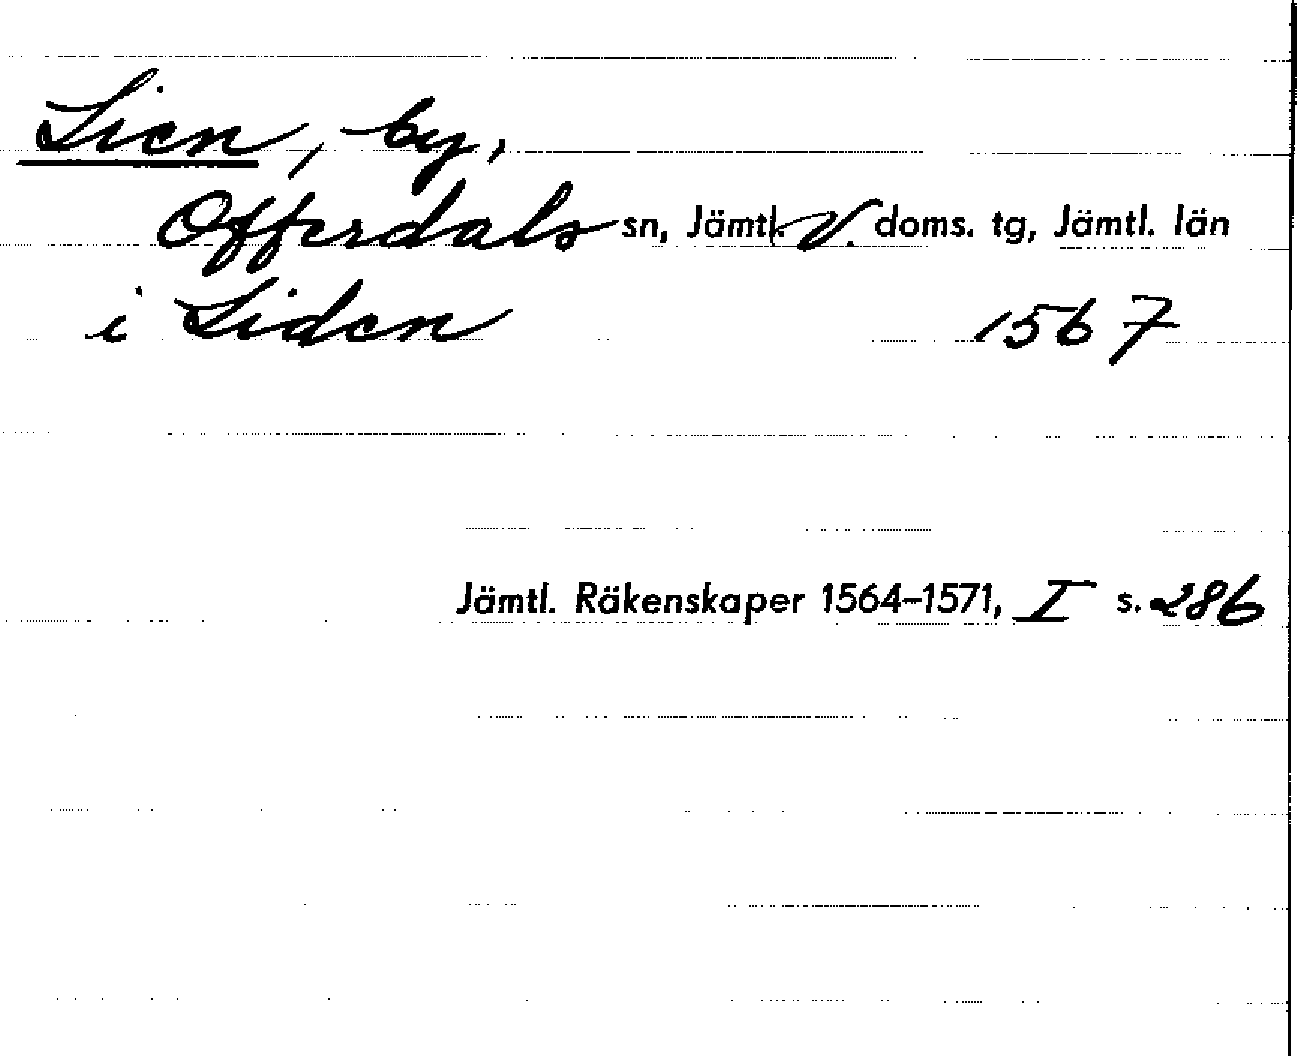 Lien, by,
Offerdals sn, Jämtl. V. doms. tg, Jämtl. län
i Liden 1567
Jämtl. Räkenskaper 1564–1571, I s. 286